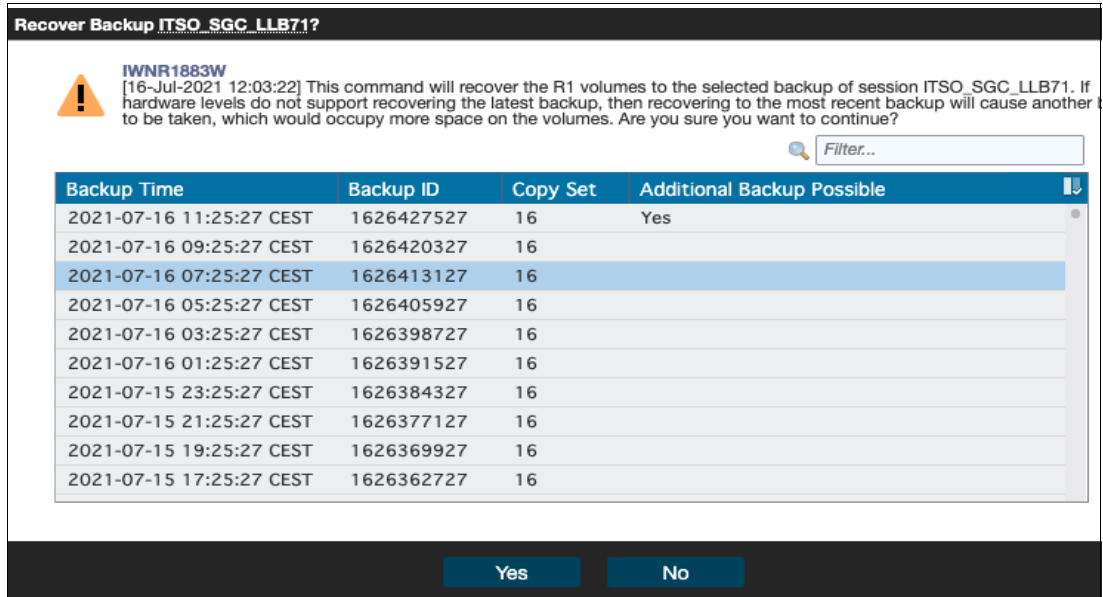 Recover Backup ITSO_SGC_LLB71?
IWNR1883W
[16-Jul-2021 12:03:22] This command will recover the R1 volumes to the selected backup of session ITSO_SGC_LLB71. If
hardware levels do not support recovering the latest backup, then recovering to the most recent backup will cause another
to be taken, which would occupy more space on the volumes. Are you sure you want to continue?
Filter...
Backup Time Backup ID Copy Set Additional Backup Possible
2021-07-16 11:25:27 CEST 1626427527 16 Yes
2021-07-16 09:25:27 CEST 1626420327 16
2021-07-16 07:25:27 CEST 1626413127 16
2021-07-16 05:25:27 CEST 1626405927 16
2021-07-16 03:25:27 CEST 1626398727 16
2021-07-16 01:25:27 CEST 1626391527 16
2021-07-15 23:25:27 CEST 1626384327 16
2021-07-15 21:25:27 CEST 1626377127 16
2021-07-15 19:25:27 CEST 1626369927 16
2021-07-15 17:25:27 CEST 1626362727 16
Yes No